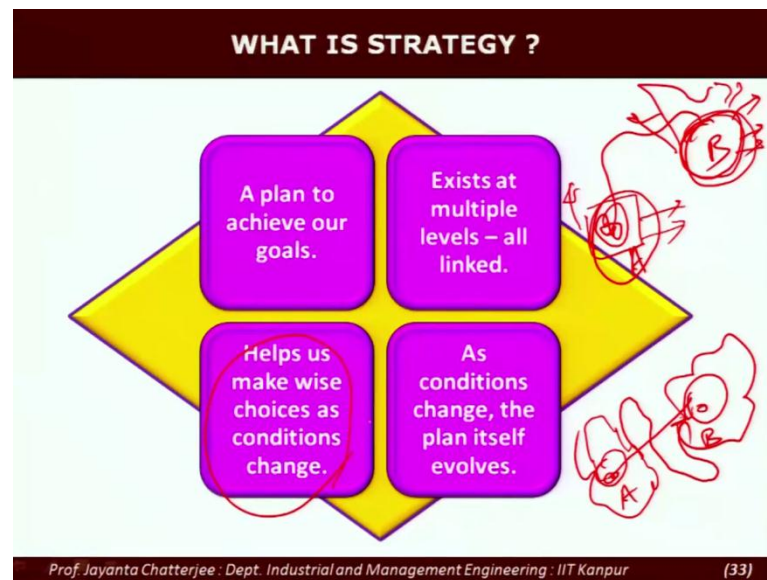 WHAT IS STRATEGY ?
A plan to
achieve our
goals.
Exists at
multiple
levels – all
linked.
Helps us
make wise
choices as
conditions
change.
As
conditions
change, the
plan itself
evolves.
B
A
B
A
Prof. Jayanta Chatterjee : Dept. Industrial and Management Engineering : IIT Kanpur
(33)